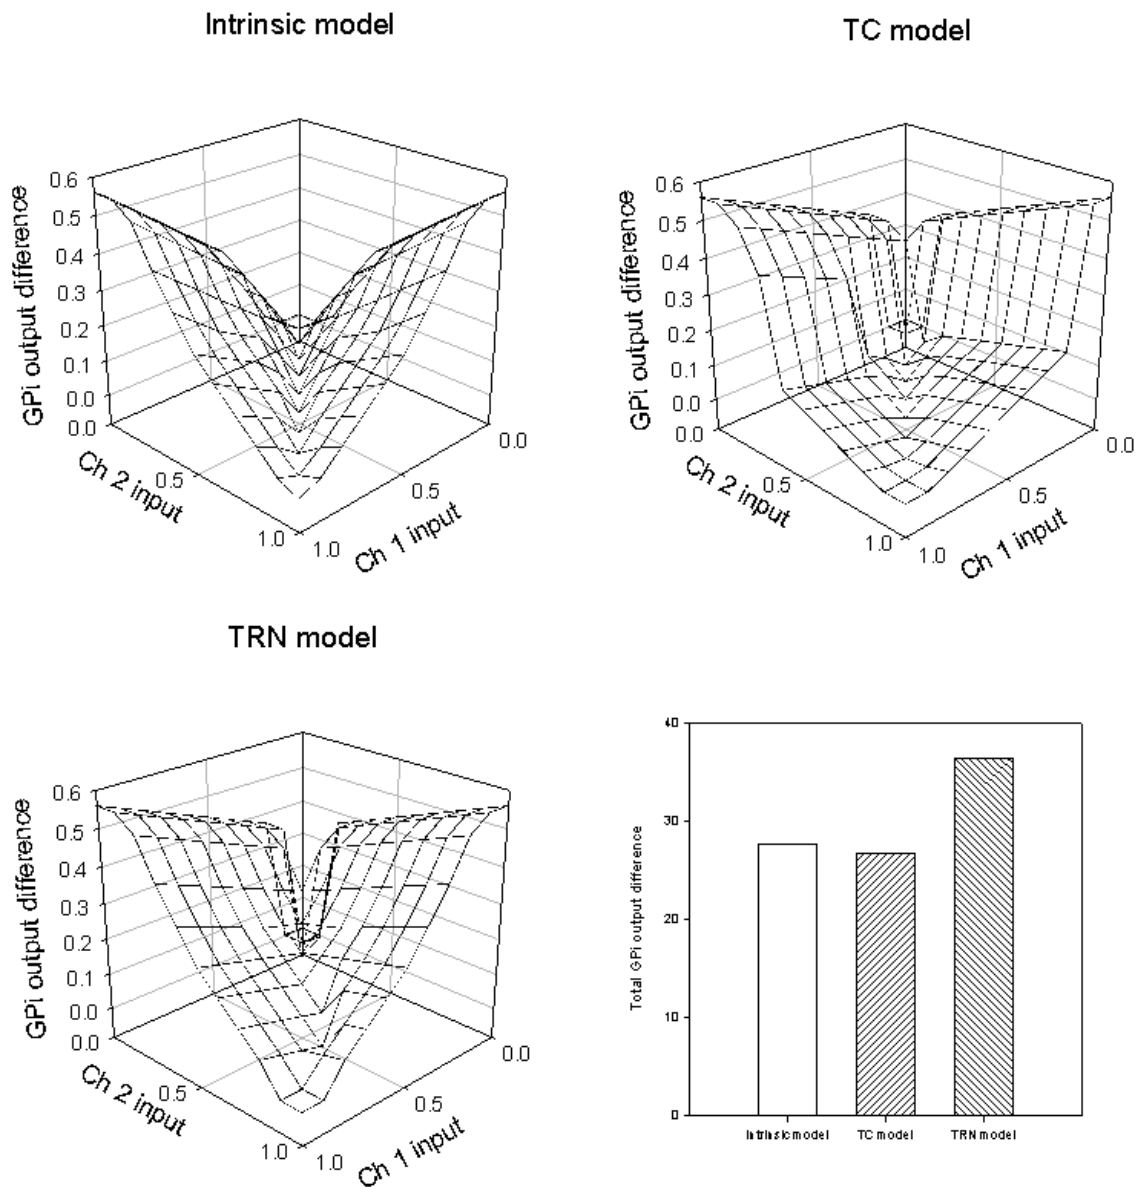 Intrinsic model
TC model
GPi output difference
0.6
0.5
0.4
0.3
0.2
0.1
0.0
0.0
0.5
1.0
Ch 2 input
1.0
0.5
0.0
Ch 1 input
GPi output difference
0.6
0.5
0.4
0.3
0.2
0.1
0.0
0.0
0.5
1.0
Ch 2 input
1.0
0.5
0.0
Ch 1 input
TRN model
GPi output difference
0.6
0.5
0.4
0.3
0.2
0.1
0.0
0.0
0.5
1.0
Ch 2 input
1.0
0.5
0.0
Ch 1 input
Total GPi output difference
40
30
20
10
0
Intrinsic model
TC model
TRN model